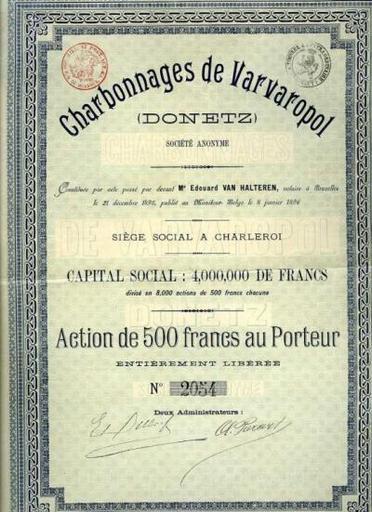 Charbonnages de Varvaropol
(DONETZ)
SOCIÉTÉ ANONYME
Constituée par acte passé par devant Mᵉ Edouard VAN HALTEREN, notaire à Bruxelles
le 21 décembre publié au Moniteur Belge le 8 janvier
SIÈGE SOCIAL A CHARLEROI
CAPITAL SOCIAL : 4,000,000 DE FRANCS
divisé en 8,000 actions de 500 francs chacune
Action de 500 francs au Porteur
ENTIÈREMENT LIBÉRÉE
Nº 2054
Deux Administrateurs :